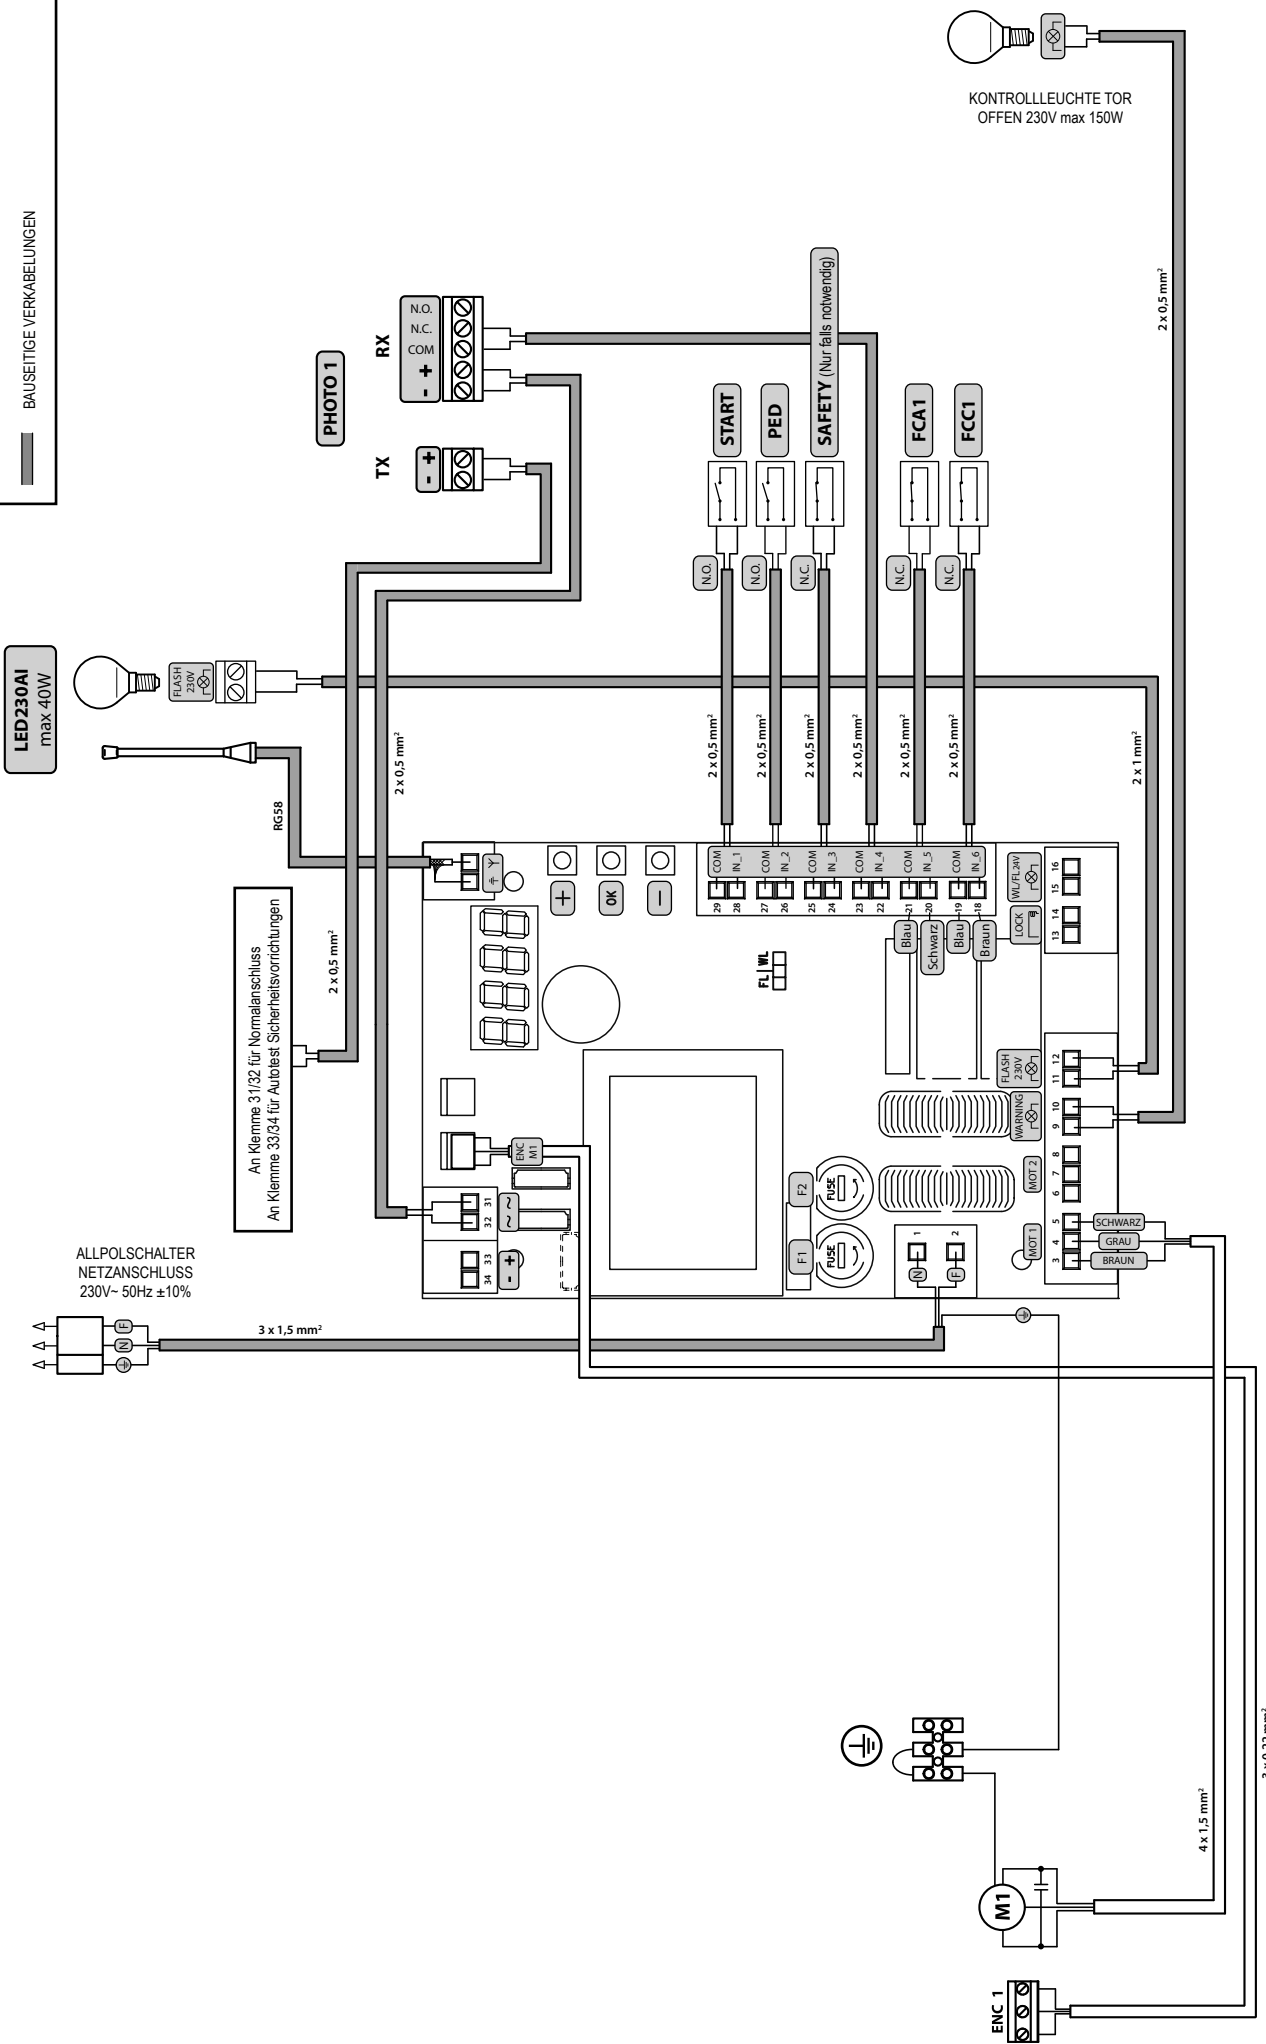 BAUSEITIGE VERKABELUNGEN
KONTROLLLEUCHTE TOR
OFFEN 230V max 150W
2 x 0,5 mm²
LED230AI
max 40W
FLASH
230V
RG58
PHOTO 1
TX
- +
RX
- +
COM
N.C.
N.O.
2 x 0,5 mm²
2 x 0,5 mm²
An Klemme 31/32 für Normalanschluss
An Klemme 33/34 für Autotest Sicherheitsvorrichtungen
ALLPOLSCHALTER
NETZANSCHLUSS
230V~ 50Hz ±10%
F
N
3 x 1,5 mm²
START
PED
SAFETY (Nur falls notwendig)
FCA1
FCC1
N.O.
N.O.
N.C.
N.C.
N.C.
2 x 0,5 mm²
2 x 0,5 mm²
2 x 0,5 mm²
2 x 0,5 mm²
2 x 0,5 mm²
2 x 0,5 mm²
2 x 1 mm²
Y
+
OK
-
COM
IN_1
COM
IN_2
COM
IN_3
COM
IN_4
COM
IN_5
COM
IN_6
29
28
27
26
25
24
23
22
21
20
19
18
Blau
Schwarz
Blau
Braun
FL WL
WL/FL 24V
LOCK
16
15
14
13
ENC
M1
31
32
33
34
~ ~
- +
F2
F1
FUSE
FUSE
1
2
N
F
FLASH
230V
WARNING
MOT 2
MOT 1
12
11
10
9
8
7
6
5
4
3
SCHWARZ
GRAU
BRAUN
M1
4 x 1,5 mm²
ENC 1